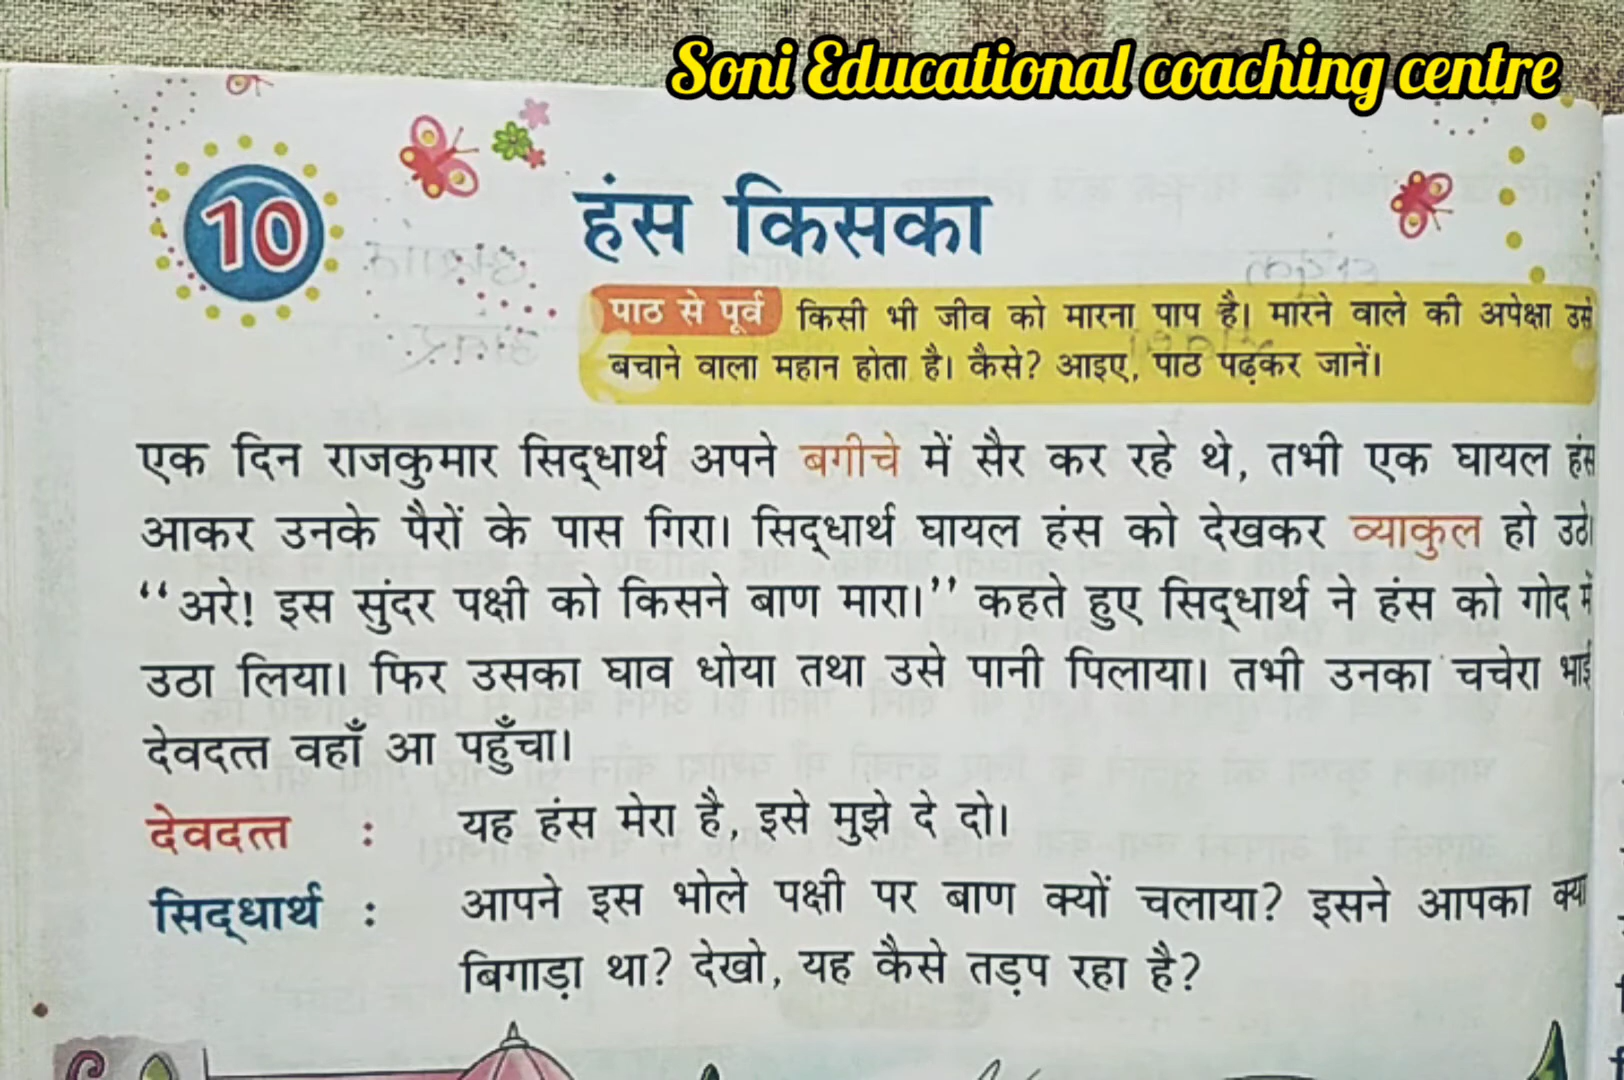 Soni Educational coaching centre
10
हंस किसका
पाठ से पूर्व किसी भी जीव को मारना पाप है। मारने वाले की अपेक्षा उसे
बचाने वाला महान होता है। कैसे? आइए, पाठ पढ़कर जानें।
एक दिन राजकुमार सिद्धार्थ अपने बगीचे में सैर कर रहे थे, तभी एक घायल हंस
आकर उनके पैरों के पास गिरा। सिद्धार्थ घायल हंस को देखकर व्याकुल हो उठे।
“अरे! इस सुंदर पक्षी को किसने बाण मारा।” कहते हुए सिद्धार्थ ने हंस को गोद में
उठा लिया। फिर उसका घाव धोया तथा उसे पानी पिलाया। तभी उनका चचेरा भाई
देवदत्त वहाँ आ पहुँचा।
देवदत्त : यह हंस मेरा है, इसे मुझे दे दो।
सिद्धार्थ : आपने इस भोले पक्षी पर बाण क्यों चलाया? इसने आपका क्या
बिगाड़ा था? देखो, यह कैसे तड़प रहा है?